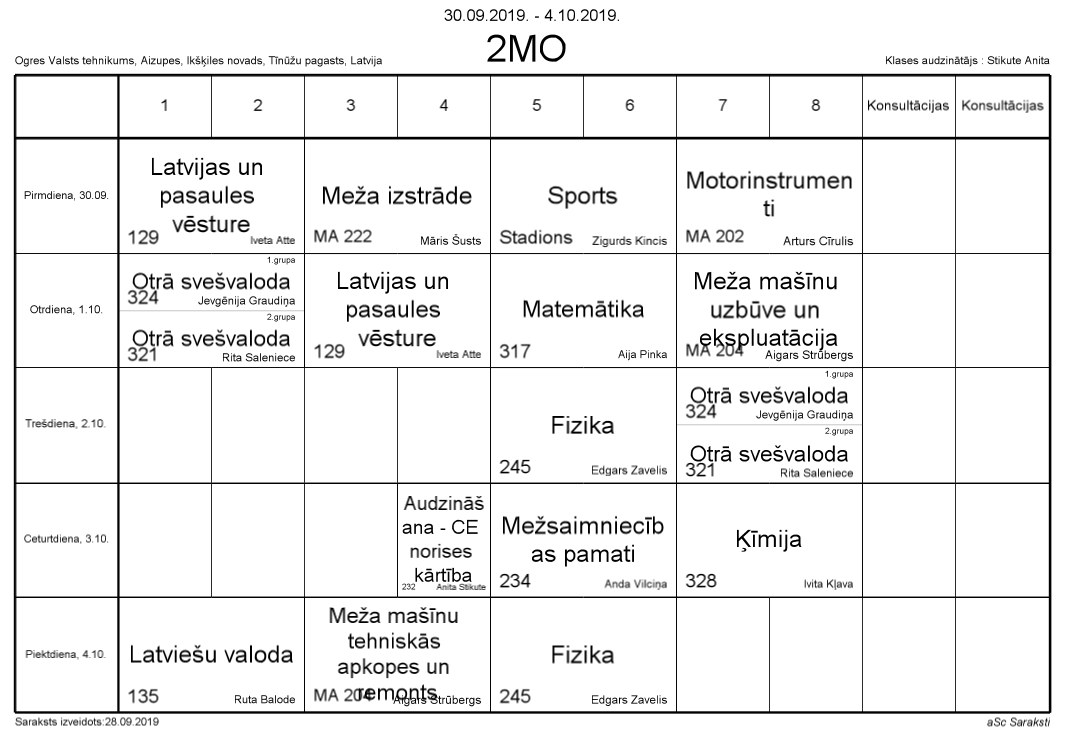 30.09.2019. - 4.10.2019.
2MO
Ogres Valsts tehnikums, Aizupes, Ikšķiles novads, Tīnūžu pagasts, Latvija
Klases audzinātājs : Stikute Anita
1 2 3 4 5 6 7 8 Konsultācijas Konsultācijas
Pirmdiena, 30.09.
Latvijas un
pasaules
vēsture
129 Iveta Atte
Meža izstrāde
MA 222 Māris Šusts
Sports
Stadions Zigurds Kincis
Motorinstrumen
ti
MA 202 Arturs Cīrulis
Otrdiena, 1.10.
1.grupa
Otrā svešvaloda
324 Jevgēnija Graudiņa
2.grupa
Otrā svešvaloda
321 Rita Saleniece
Latvijas un
pasaules
vēsture
129 Iveta Atte
Matemātika
317 Aija Pinka
Meža mašīnu
uzbūve un
ekspluatācija
MA 204 Aigars Strūbergs
Trešdiena, 2.10.
Fizika
245 Edgars Zavelis
1.grupa
Otrā svešvaloda
324 Jevgēnija Graudiņa
2.grupa
Otrā svešvaloda
321 Rita Saleniece
Ceturtdiena, 3.10.
Audzināš
ana - CE
norises
kārtība
232 Anita Stikute
Mežsaimniecīb
as pamati
234 Anda Vilciņa
Ķīmija
328 Ivita Kļava
Piektdiena, 4.10.
Latviešu valoda
135 Ruta Balode
Meža mašīnu
tehniskās
apkopes un
remonts
MA 204 Aigars Strūbergs
Fizika
245 Edgars Zavelis
Saraksts izveidots:28.09.2019
aSc Saraksti